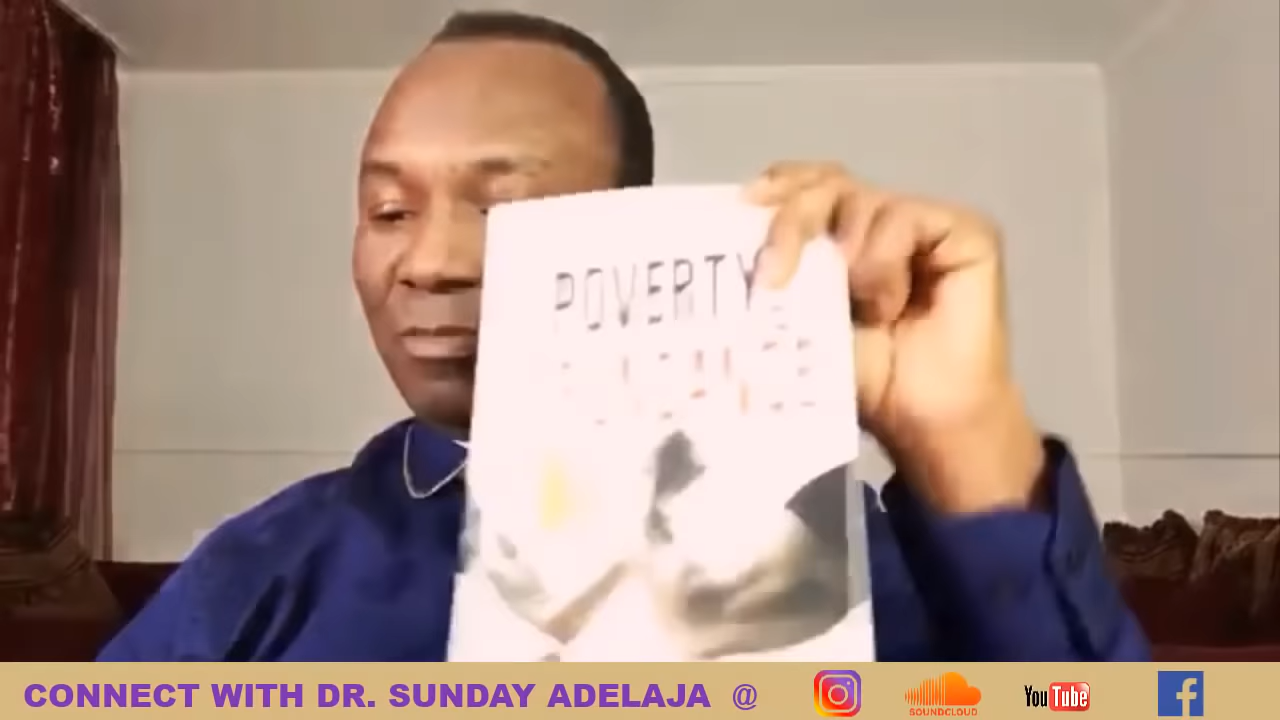 POVERTY
CONNECT WITH DR. SUNDAY ADELAJA @
SOUNDCLOUD
YouTube